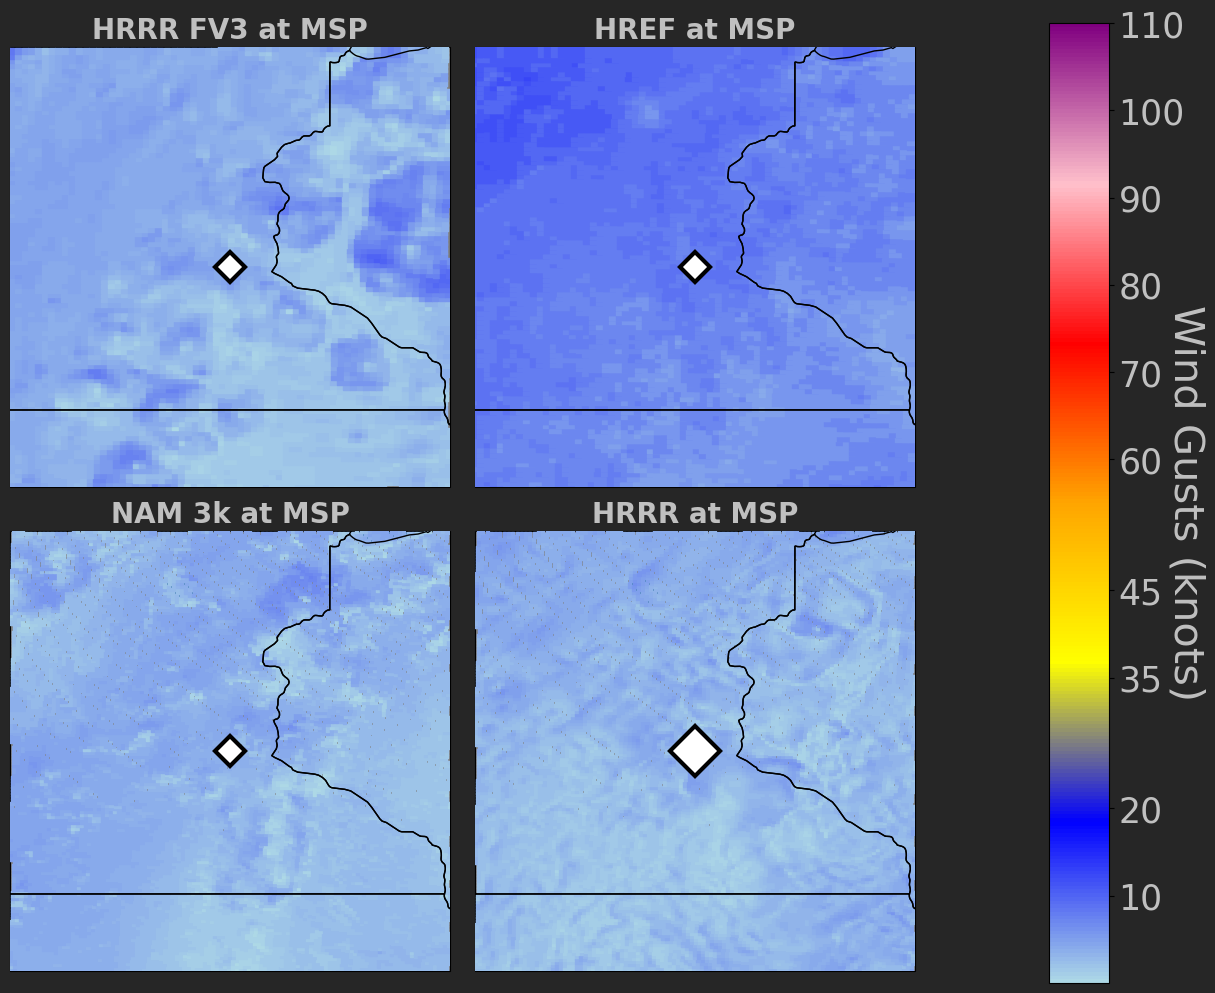 HRRR FV3 at MSP
HREF at MSP
NAM 3k at MSP
HRRR at MSP
110
100
90
80
70
60
45
35
20
10
Wind Gusts (knots)